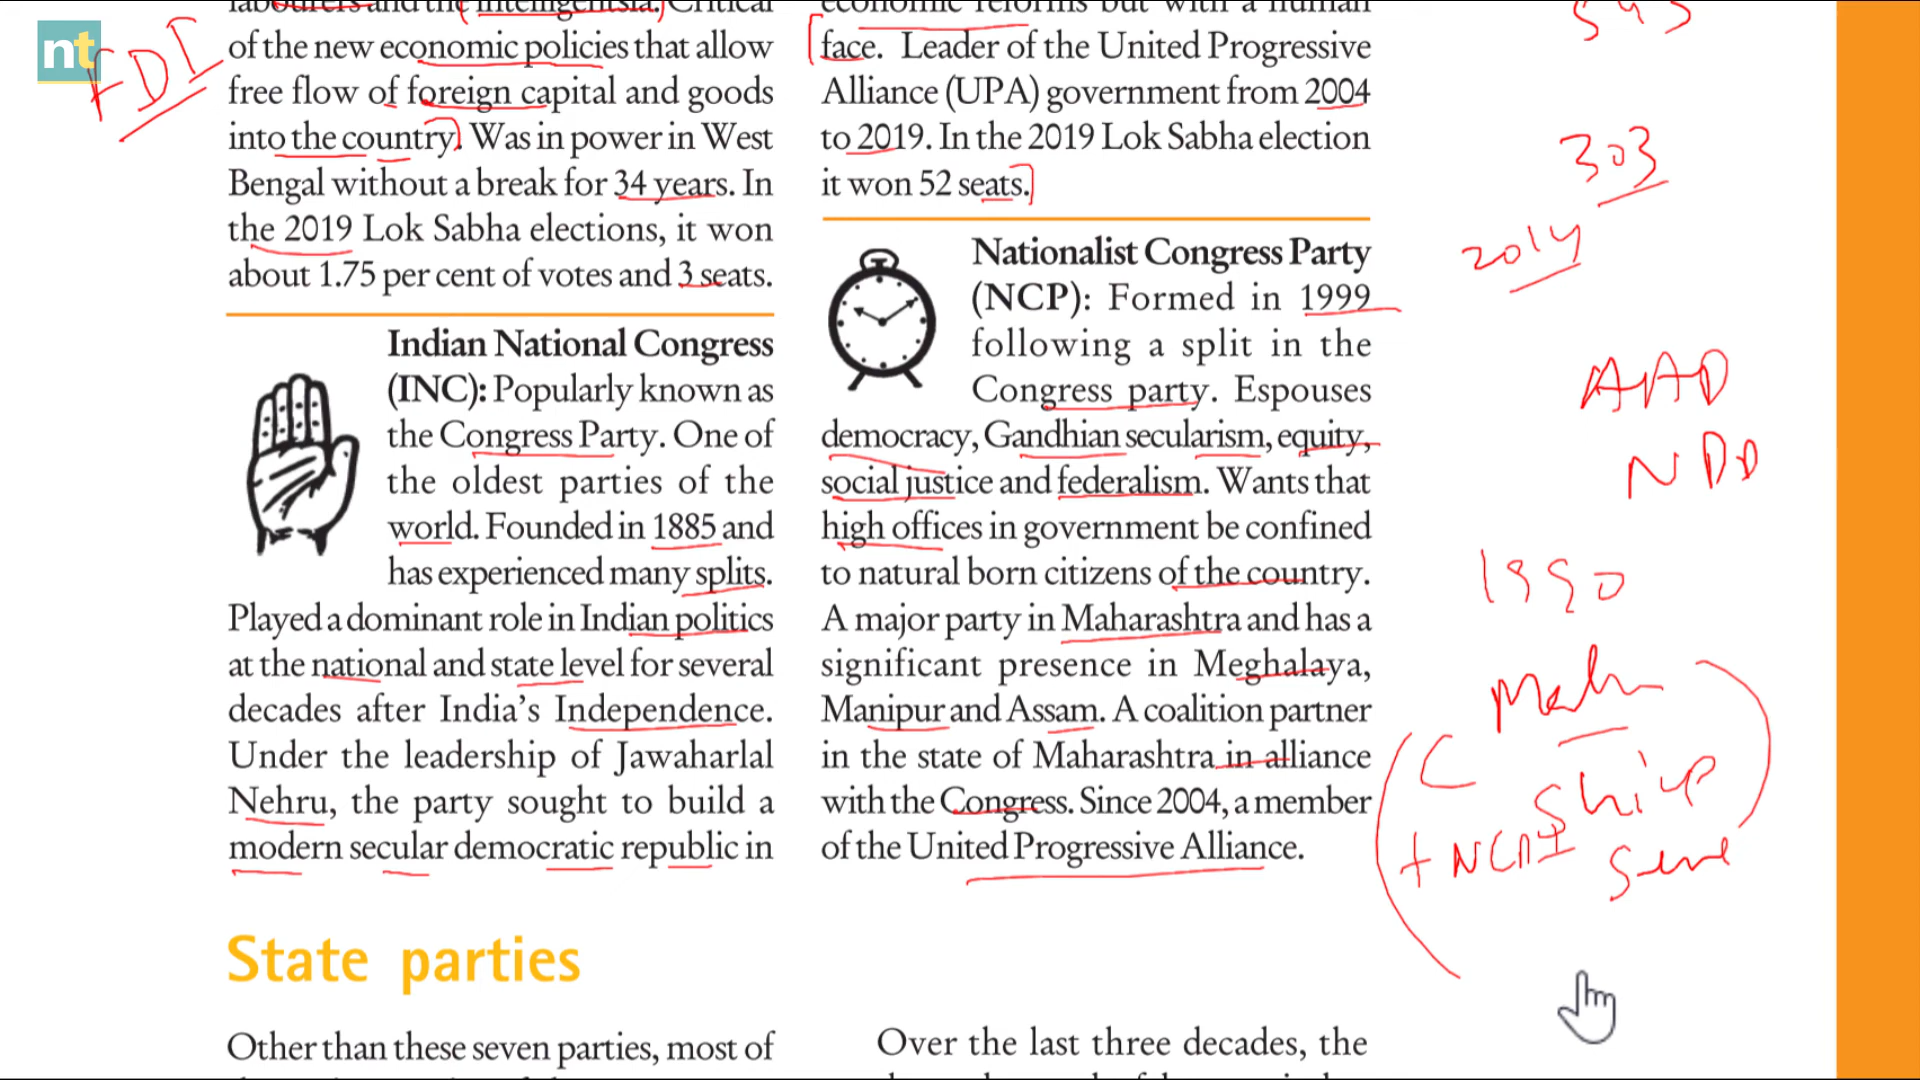 nt
FDI
labourers and the intelligentsia. Critical
of the new economic policies that allow
free flow of foreign capital and goods
into the country. Was in power in West
Bengal without a break for 34 years. In
the 2019 Lok Sabha elections, it won
about 1.75 per cent of votes and 3 seats.
Indian National Congress
(INC): Popularly known as
the Congress Party. One of
the oldest parties of the
world. Founded in 1885 and
has experienced many splits.
Played a dominant role in Indian politics
at the national and state level for several
decades after India’s Independence.
Under the leadership of Jawaharlal
Nehru, the party sought to build a
modern secular democratic republic in
economic reforms but with a human
face. Leader of the United Progressive
Alliance (UPA) government from 2004
to 2019. In the 2019 Lok Sabha election
it won 52 seats.
Nationalist Congress Party
(NCP): Formed in 1999
following a split in the
Congress party. Espouses
democracy, Gandhian secularism, equity,
social justice and federalism. Wants that
high offices in government be confined
to natural born citizens of the country.
A major party in Maharashtra and has a
significant presence in Meghalaya,
Manipur and Assam. A coalition partner
in the state of Maharashtra in alliance
with the Congress. Since 2004, a member
of the United Progressive Alliance.
543
303
2014
1990
C
State parties
Other than these seven parties, most of
Over the last three decades, the